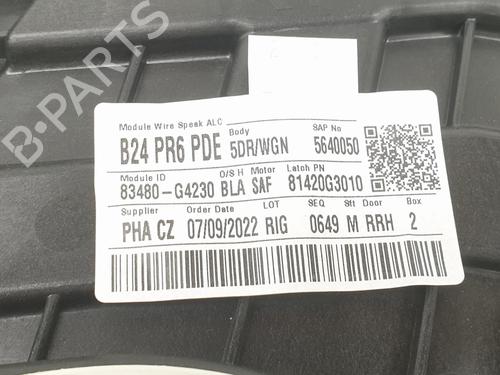 Module Wire Speak ALC Body SAP No
B24 PR6 PDE 5DR/WGN 5640050
Module ID O/S H Motor Latch PN
83480-G4230 BLA SAF 81420G3010
Supplier Order Date LOT SEQ Sft Door Box
PHA CZ 07/09/2022 RIG 0649 M RRH 2
B-PARTS